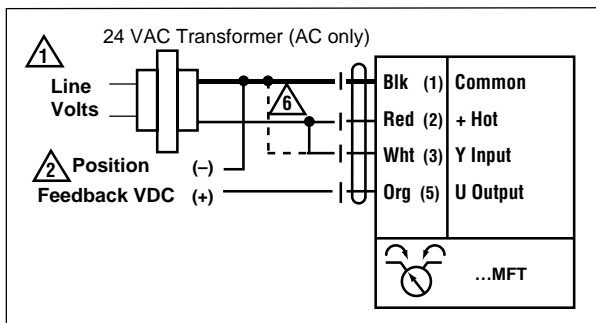 24 VAC Transformer (AC only)
1
Line
Volts
6
2 Position (–)
Feedback VDC (+)
Blk (1) Common
Red (2) + Hot
Wht (3) Y Input
Org (5) U Output
...MFT